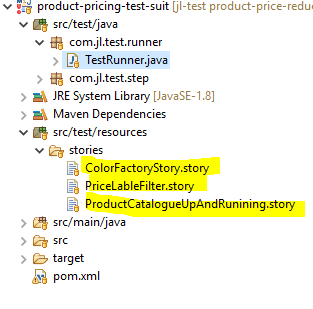 product-pricing-test-suit [jl-test product-price-redu
src/test/java
com.jl.test.runner
TestRunner.java
com.jl.test.step
JRE System Library [JavaSE-1.8]
Maven Dependencies
src/test/resources
stories
ColorFactoryStory.story
PriceLableFilter.story
ProductCatalogueUpAndRunining.story
src/main/java
src
target
pom.xml